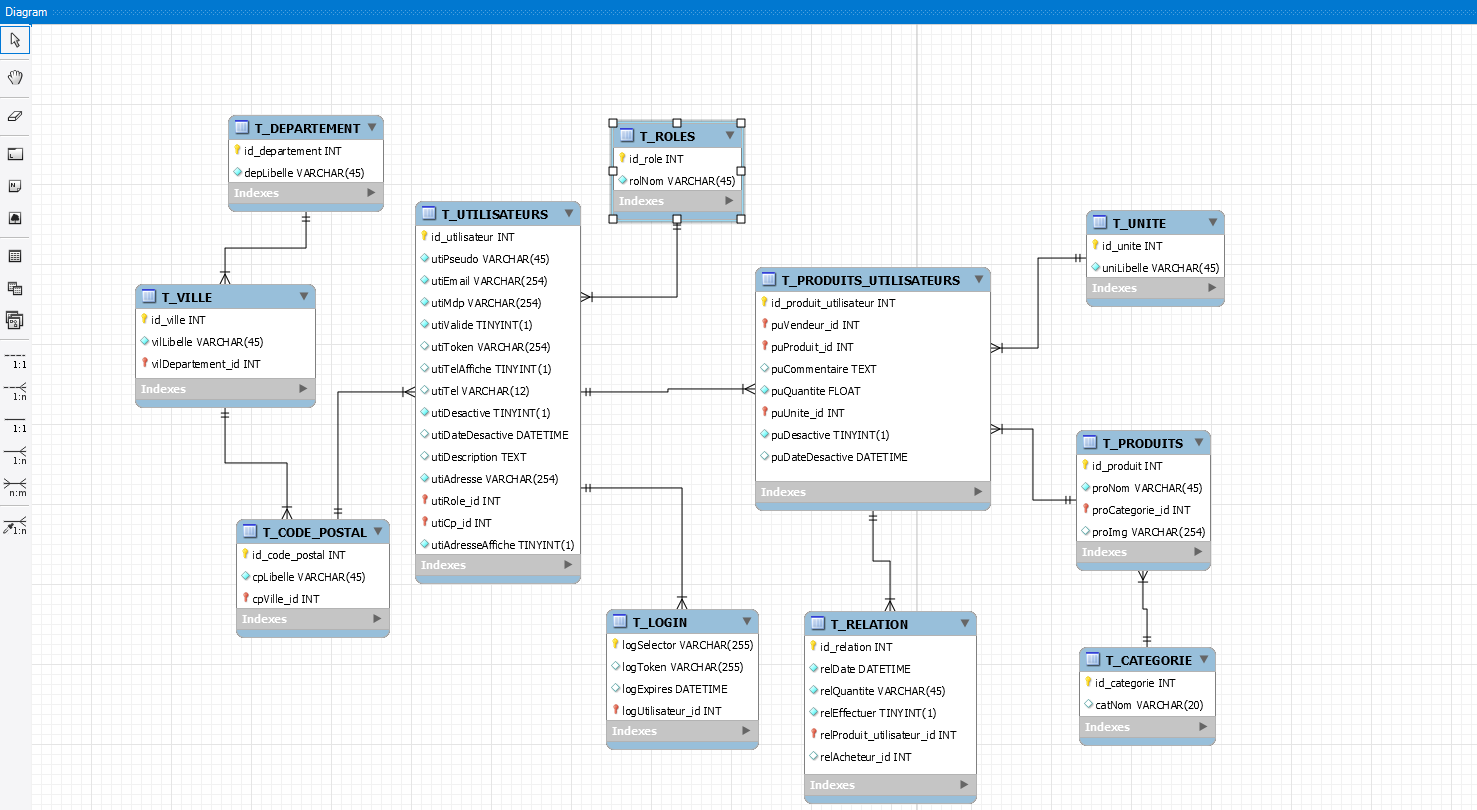 Diagram
T_DEPARTEMENT
id_departement INT
depLibelle VARCHAR(45)
Indexes
T_ROLES
id_role INT
rolNom VARCHAR(45)
Indexes
T_UTILISATEURS
id_utilisateur INT
utiPseudo VARCHAR(45)
utiEmail VARCHAR(254)
utiMdp VARCHAR(254)
utiValide TINYINT(1)
utiToken VARCHAR(254)
utiTelAffiche TINYINT(1)
utiTel VARCHAR(12)
utiDesactive TINYINT(1)
utiDateDesactive DATETIME
utiDescription TEXT
utiAdresse VARCHAR(254)
utiRole_id INT
utiCp_id INT
utiAdresseAffiche TINYINT(1)
Indexes
T_UNITE
id_unite INT
uniLibelle VARCHAR(45)
Indexes
T_VILLE
id_ville INT
vilLibelle VARCHAR(45)
vilDepartement_id INT
Indexes
T_PRODUITS_UTILISATEURS
id_produit_utilisateur INT
puVendeur_id INT
puProduit_id INT
puCommentaire TEXT
puQuantite FLOAT
puUnite_id INT
puDesactive TINYINT(1)
puDateDesactive DATETIME
Indexes
T_PRODUITS
id_produit INT
proNom VARCHAR(45)
proCategorie_id INT
proImg VARCHAR(254)
Indexes
T_CODE_POSTAL
id_code_postal INT
cpLibelle VARCHAR(45)
cpVille_id INT
Indexes
T_LOGIN
logSelector VARCHAR(255)
logToken VARCHAR(255)
logExpires DATETIME
logUtilisateur_id INT
Indexes
T_RELATION
id_relation INT
relDate DATETIME
relQuantite VARCHAR(45)
relEffectuer TINYINT(1)
relProduit_utilisateur_id INT
relAcheteur_id INT
Indexes
T_CATEGORIE
id_categorie INT
catNom VARCHAR(20)
Indexes
1:1
1:n
1:1
1:n
n:m
1:n